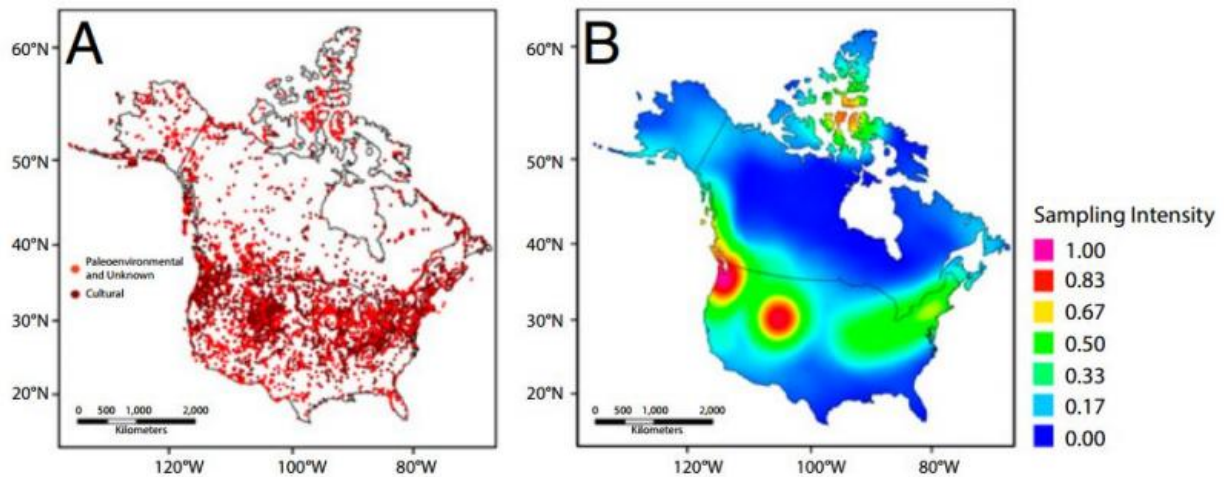 A
60°N
50°N
40°N
30°N
20°N
Paleoenvironmental
and Unknown
Cultural
0 500 1,000 2,000
Kilometers
120°W 100°W 80°W
B
60°N
50°N
40°N
30°N
20°N
0 500 1,000 2,000
Kilometers
120°W 100°W 80°W
Sampling Intensity
1.00
0.83
0.67
0.50
0.33
0.17
0.00